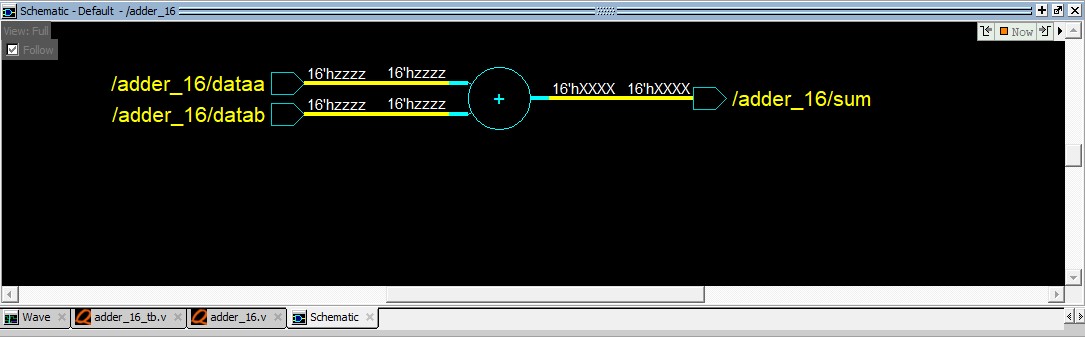 Schematic - Default - /adder_16
View: Full
Now
Follow
/adder_16/dataa 16'hzzzz 16'hzzzz
/adder_16/datab 16'hzzzz 16'hzzzz
+
16'hXXXX 16'hXXXX /adder_16/sum
Wave adder_16_tb.v adder_16.v Schematic